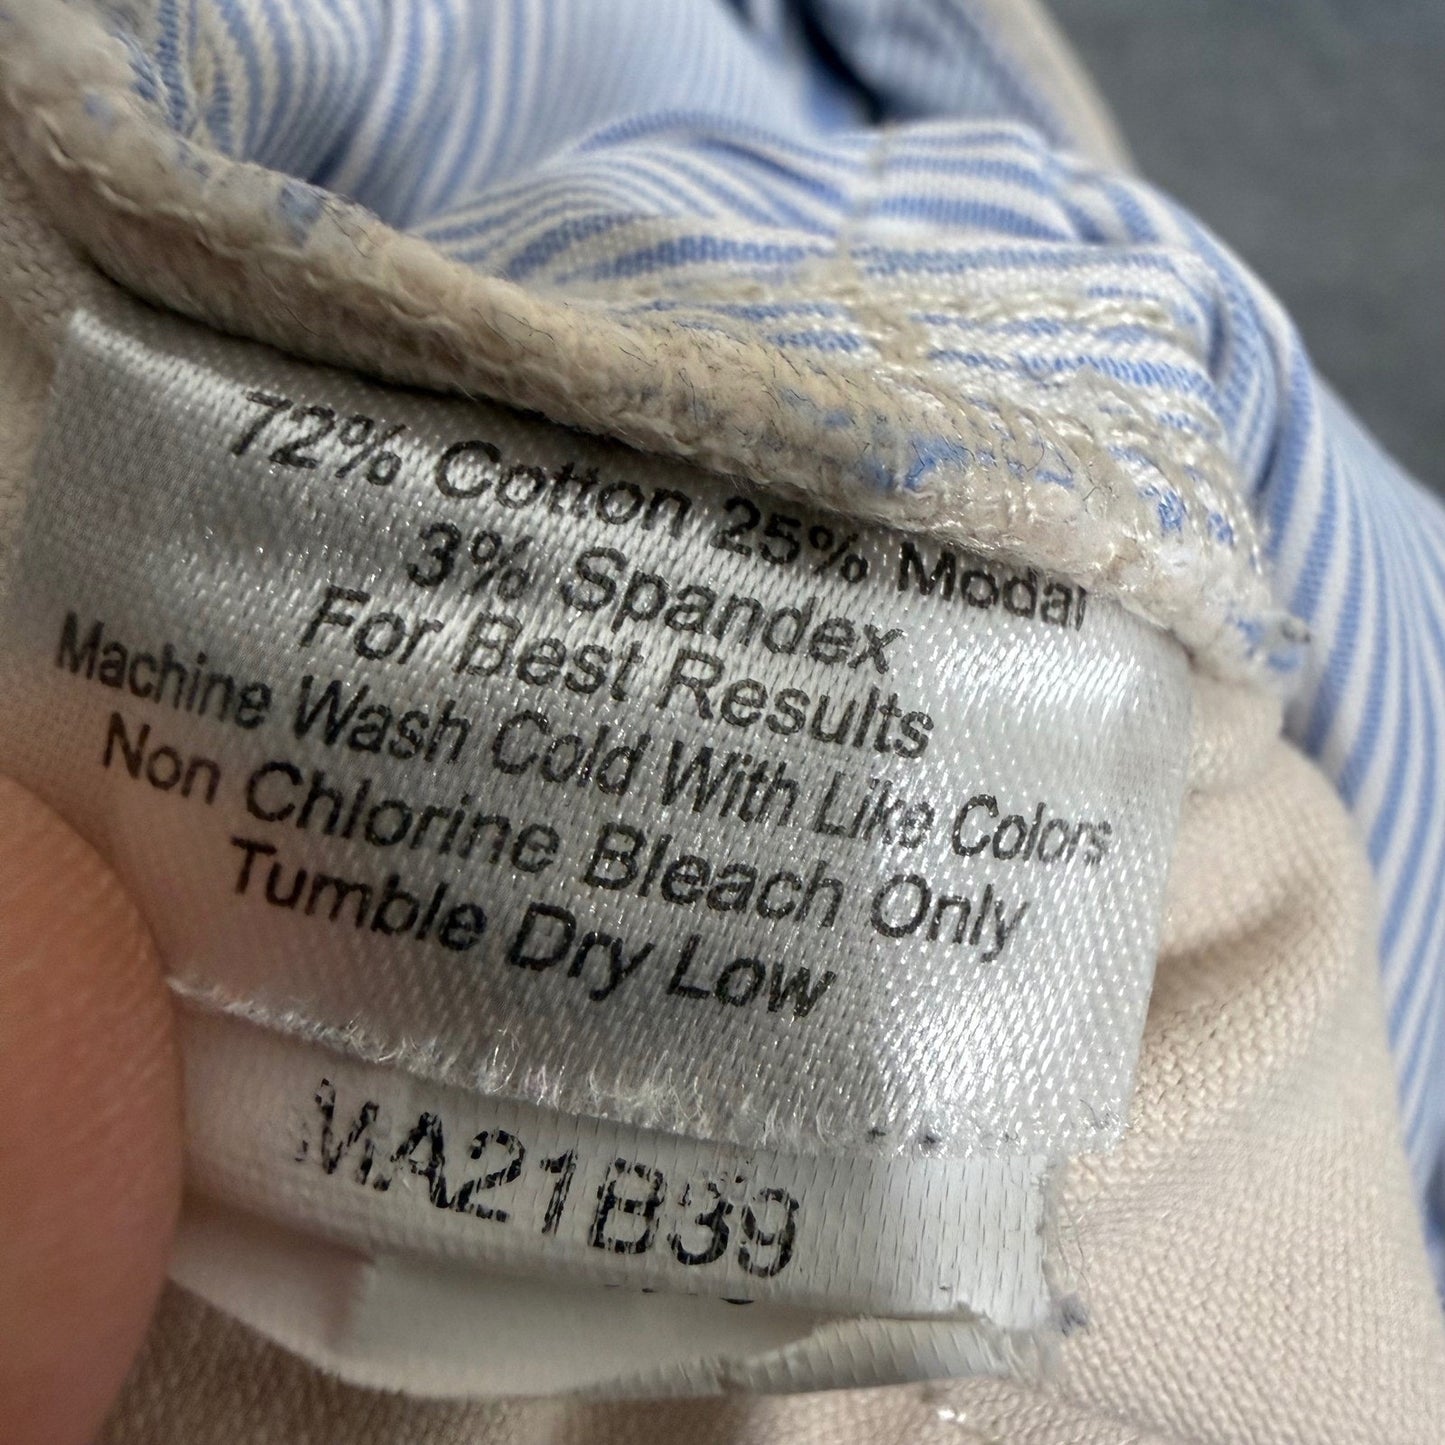 72% Cotton 25% Modal
3% Spandex
For Best Results
Machine Wash Cold With Like Colors
Non Chlorine Bleach Only
Tumble Dry Low
MA21B39